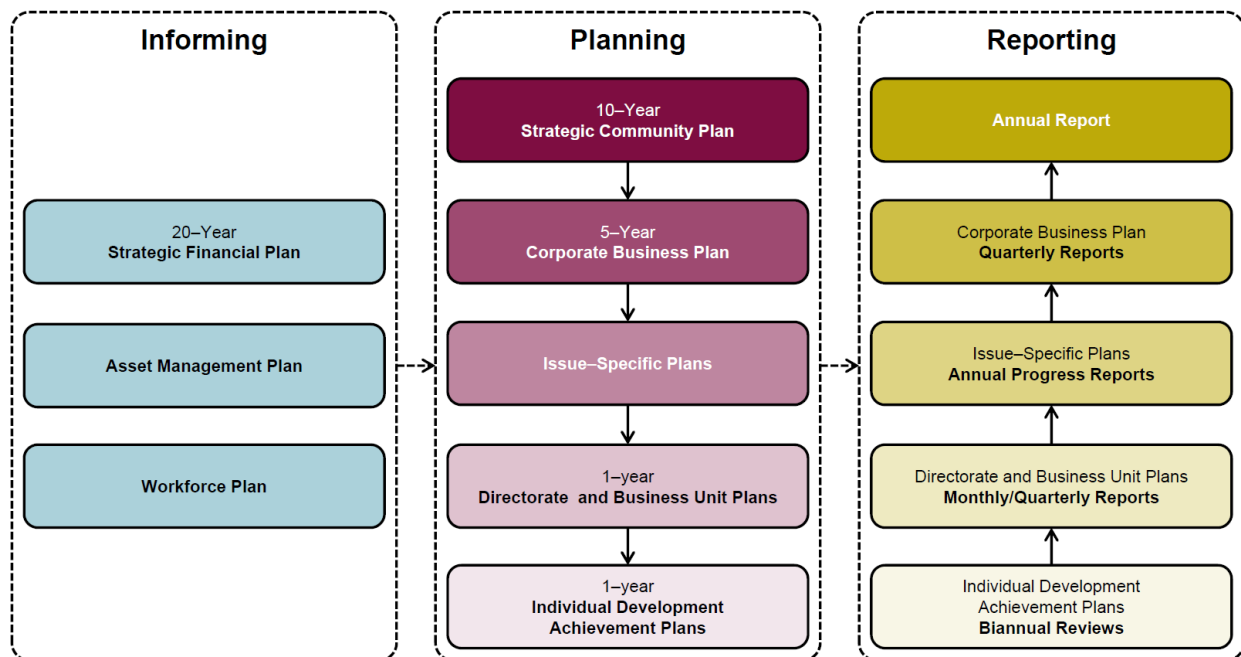 Informing
20–Year
Strategic Financial Plan
Asset Management Plan
Workforce Plan
Planning
10–Year
Strategic Community Plan
5–Year
Corporate Business Plan
Issue–Specific Plans
1–year
Directorate and Business Unit Plans
1–year
Individual Development
Achievement Plans
Reporting
Annual Report
Corporate Business Plan
Quarterly Reports
Issue–Specific Plans
Annual Progress Reports
Directorate and Business Unit Plans
Monthly/Quarterly Reports
Individual Development
Achievement Plans
Biannual Reviews